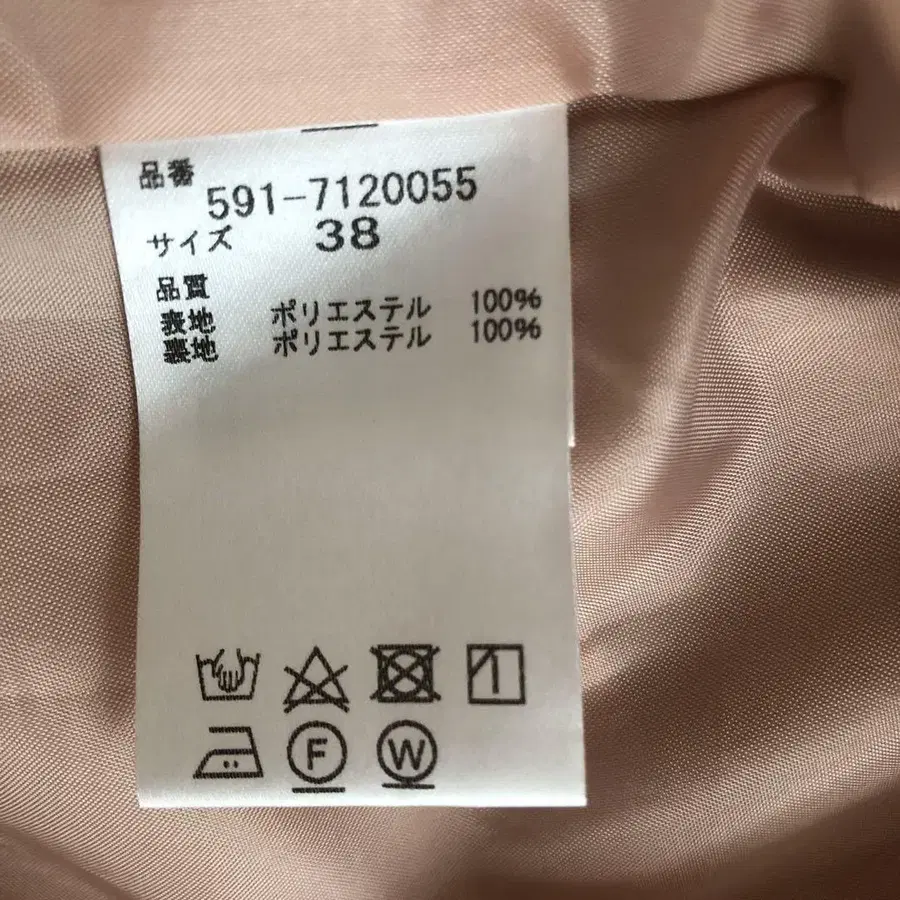 品番
591-7120055
サイズ 38
品質
表地 ポリエステル 100%
裏地 ポリエステル 100%
F W